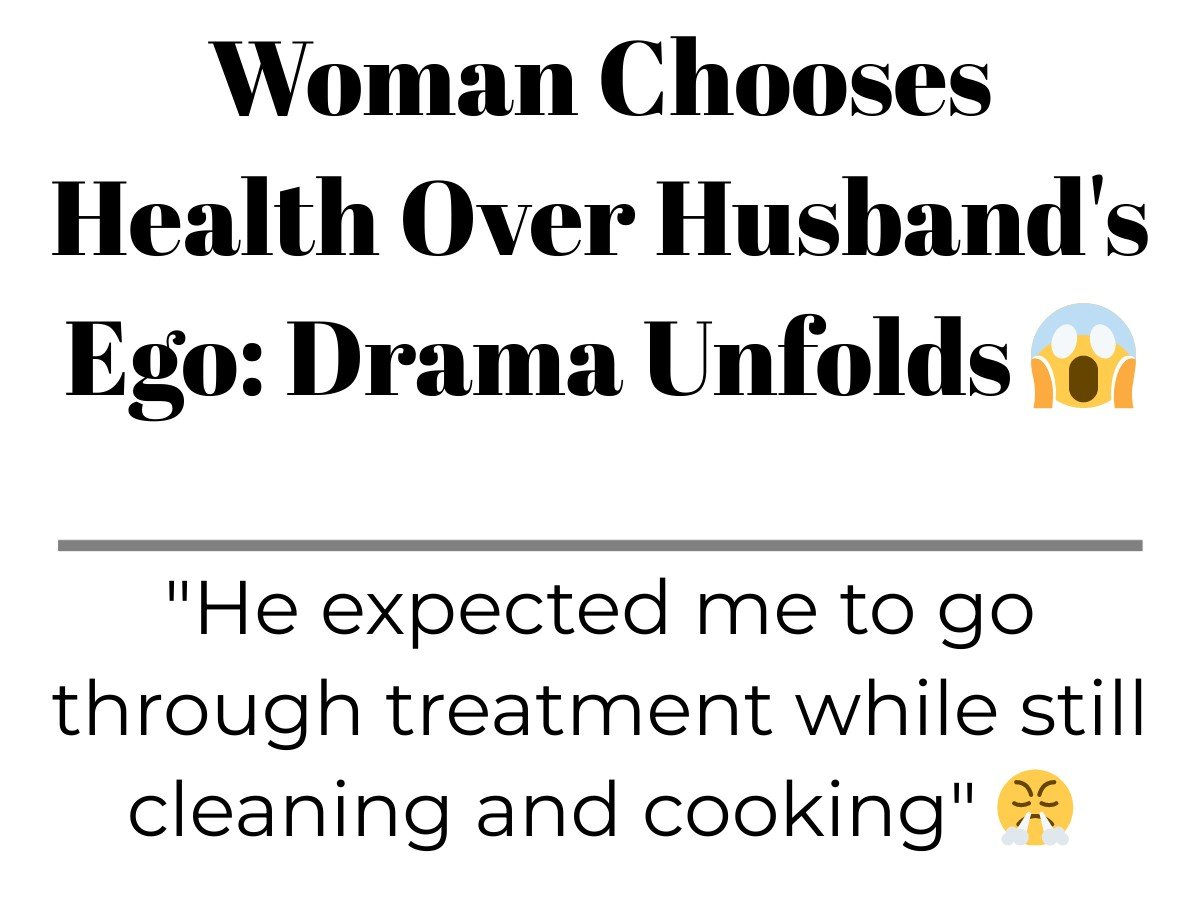 Woman Chooses
Health Over Husband's
Ego: Drama Unfolds 😱
"He expected me to go
through treatment while still
cleaning and cooking" 😤